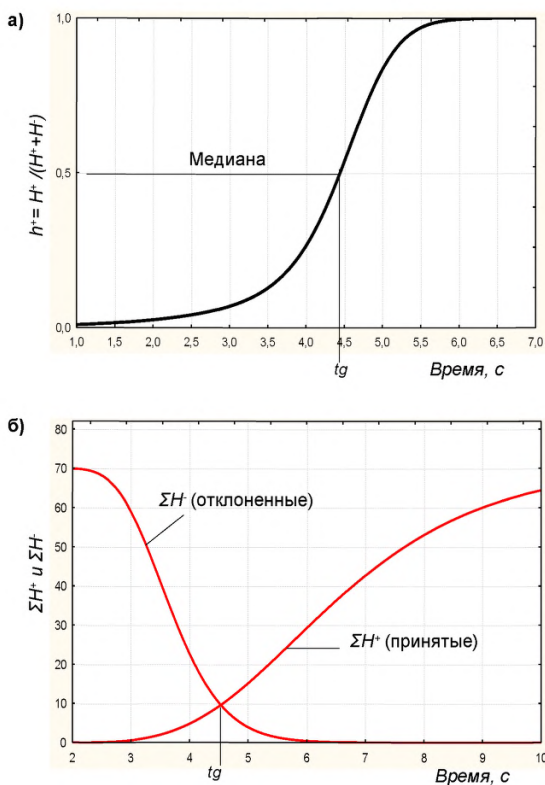 а)
1,0
0,5
0,0
h⁺ = H⁺ /(H⁺+H⁻)
Медиана
1,0 1,5 2,0 2,5 3,0 3,5 4,0 4,5 5,0 5,5 6,0 6,5 7,0
tg
Время, с
б)
80
70
60
50
40
30
20
10
0
ΣH⁺ и ΣH⁻
ΣH⁻ (отклоненные)
ΣH⁺ (принятые)
2 3 4 5 6 7 8 9 10
tg
Время, с